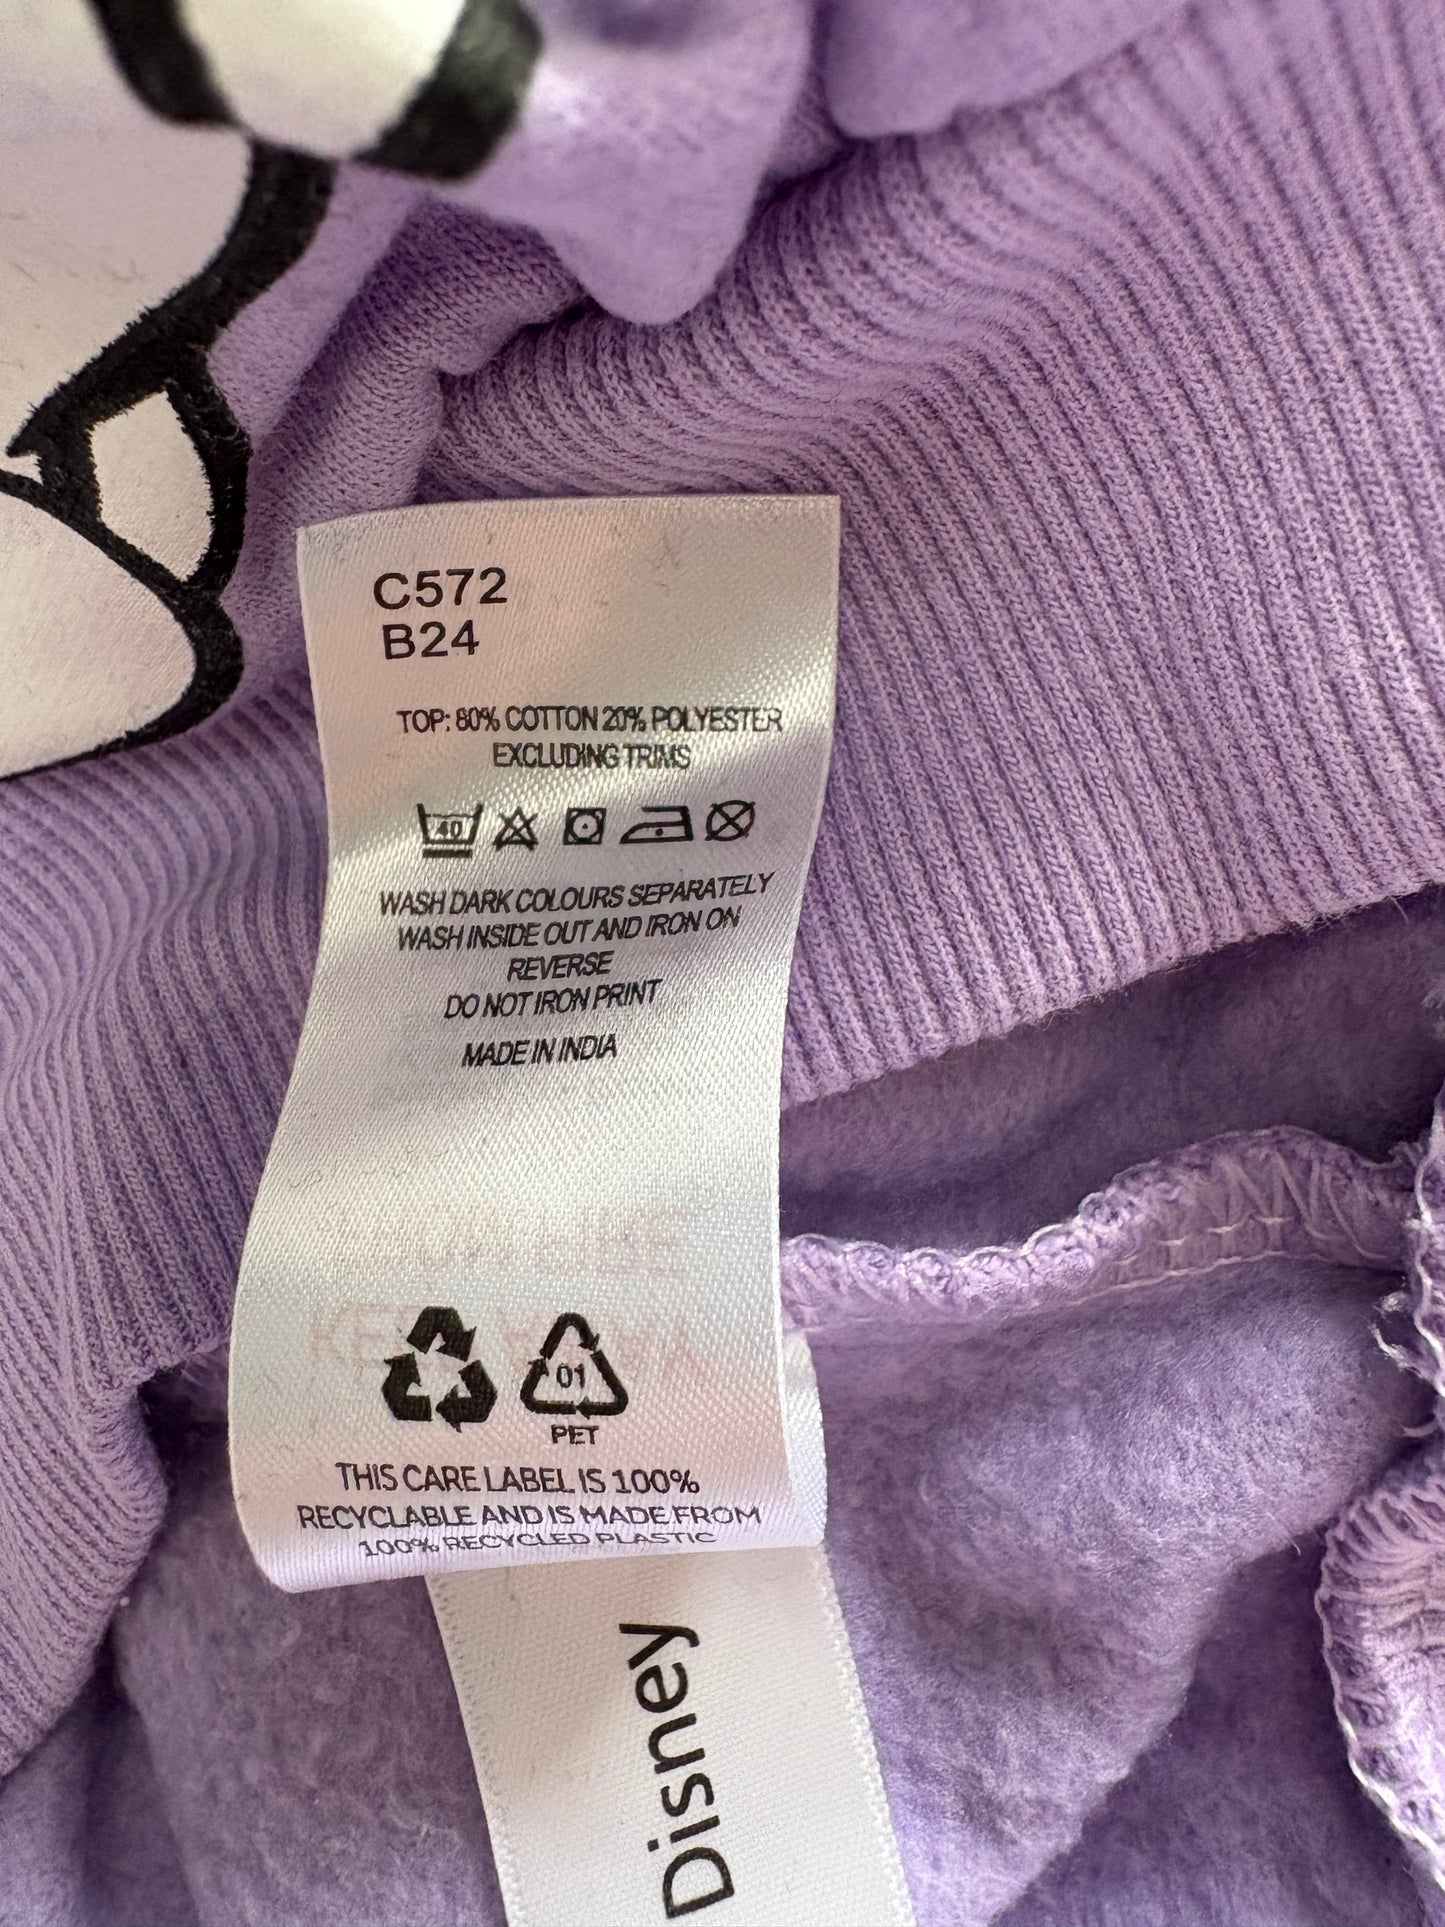 C572
B24
TOP: 80% COTTON 20% POLYESTER
EXCLUDING TRIMS
40
WASH DARK COLOURS SEPARATELY
WASH INSIDE OUT AND IRON ON
REVERSE
DO NOT IRON PRINT
MADE IN INDIA
01
PET
THIS CARE LABEL IS 100%
RECYCLABLE AND IS MADE FROM
100% RECYCLED PLASTIC
Disney